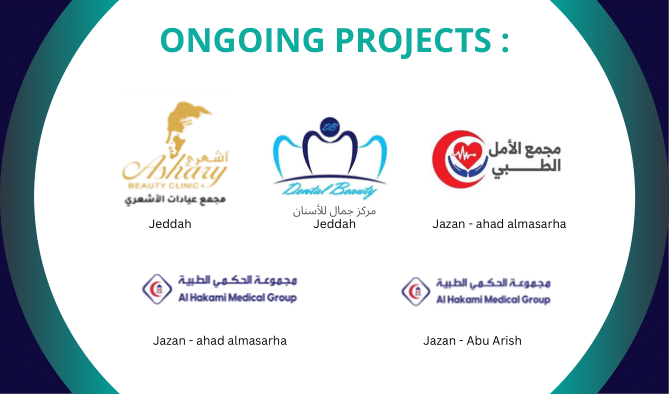 ONGOING PROJECTS :
أشعري
Ashary
BEAUTY CLINIC
مجمع عيادات الأشعري
Jeddah
DB
Dental Beauty
مركز جمال للأسنان
Jeddah
مجمع الأمل
الطبي
Jazan - ahad almasarha
مجموعة الحكمي الطبية
Al Hakami Medical Group
Jazan - ahad almasarha
مجموعة الحكمي الطبية
Al Hakami Medical Group
Jazan - Abu Arish